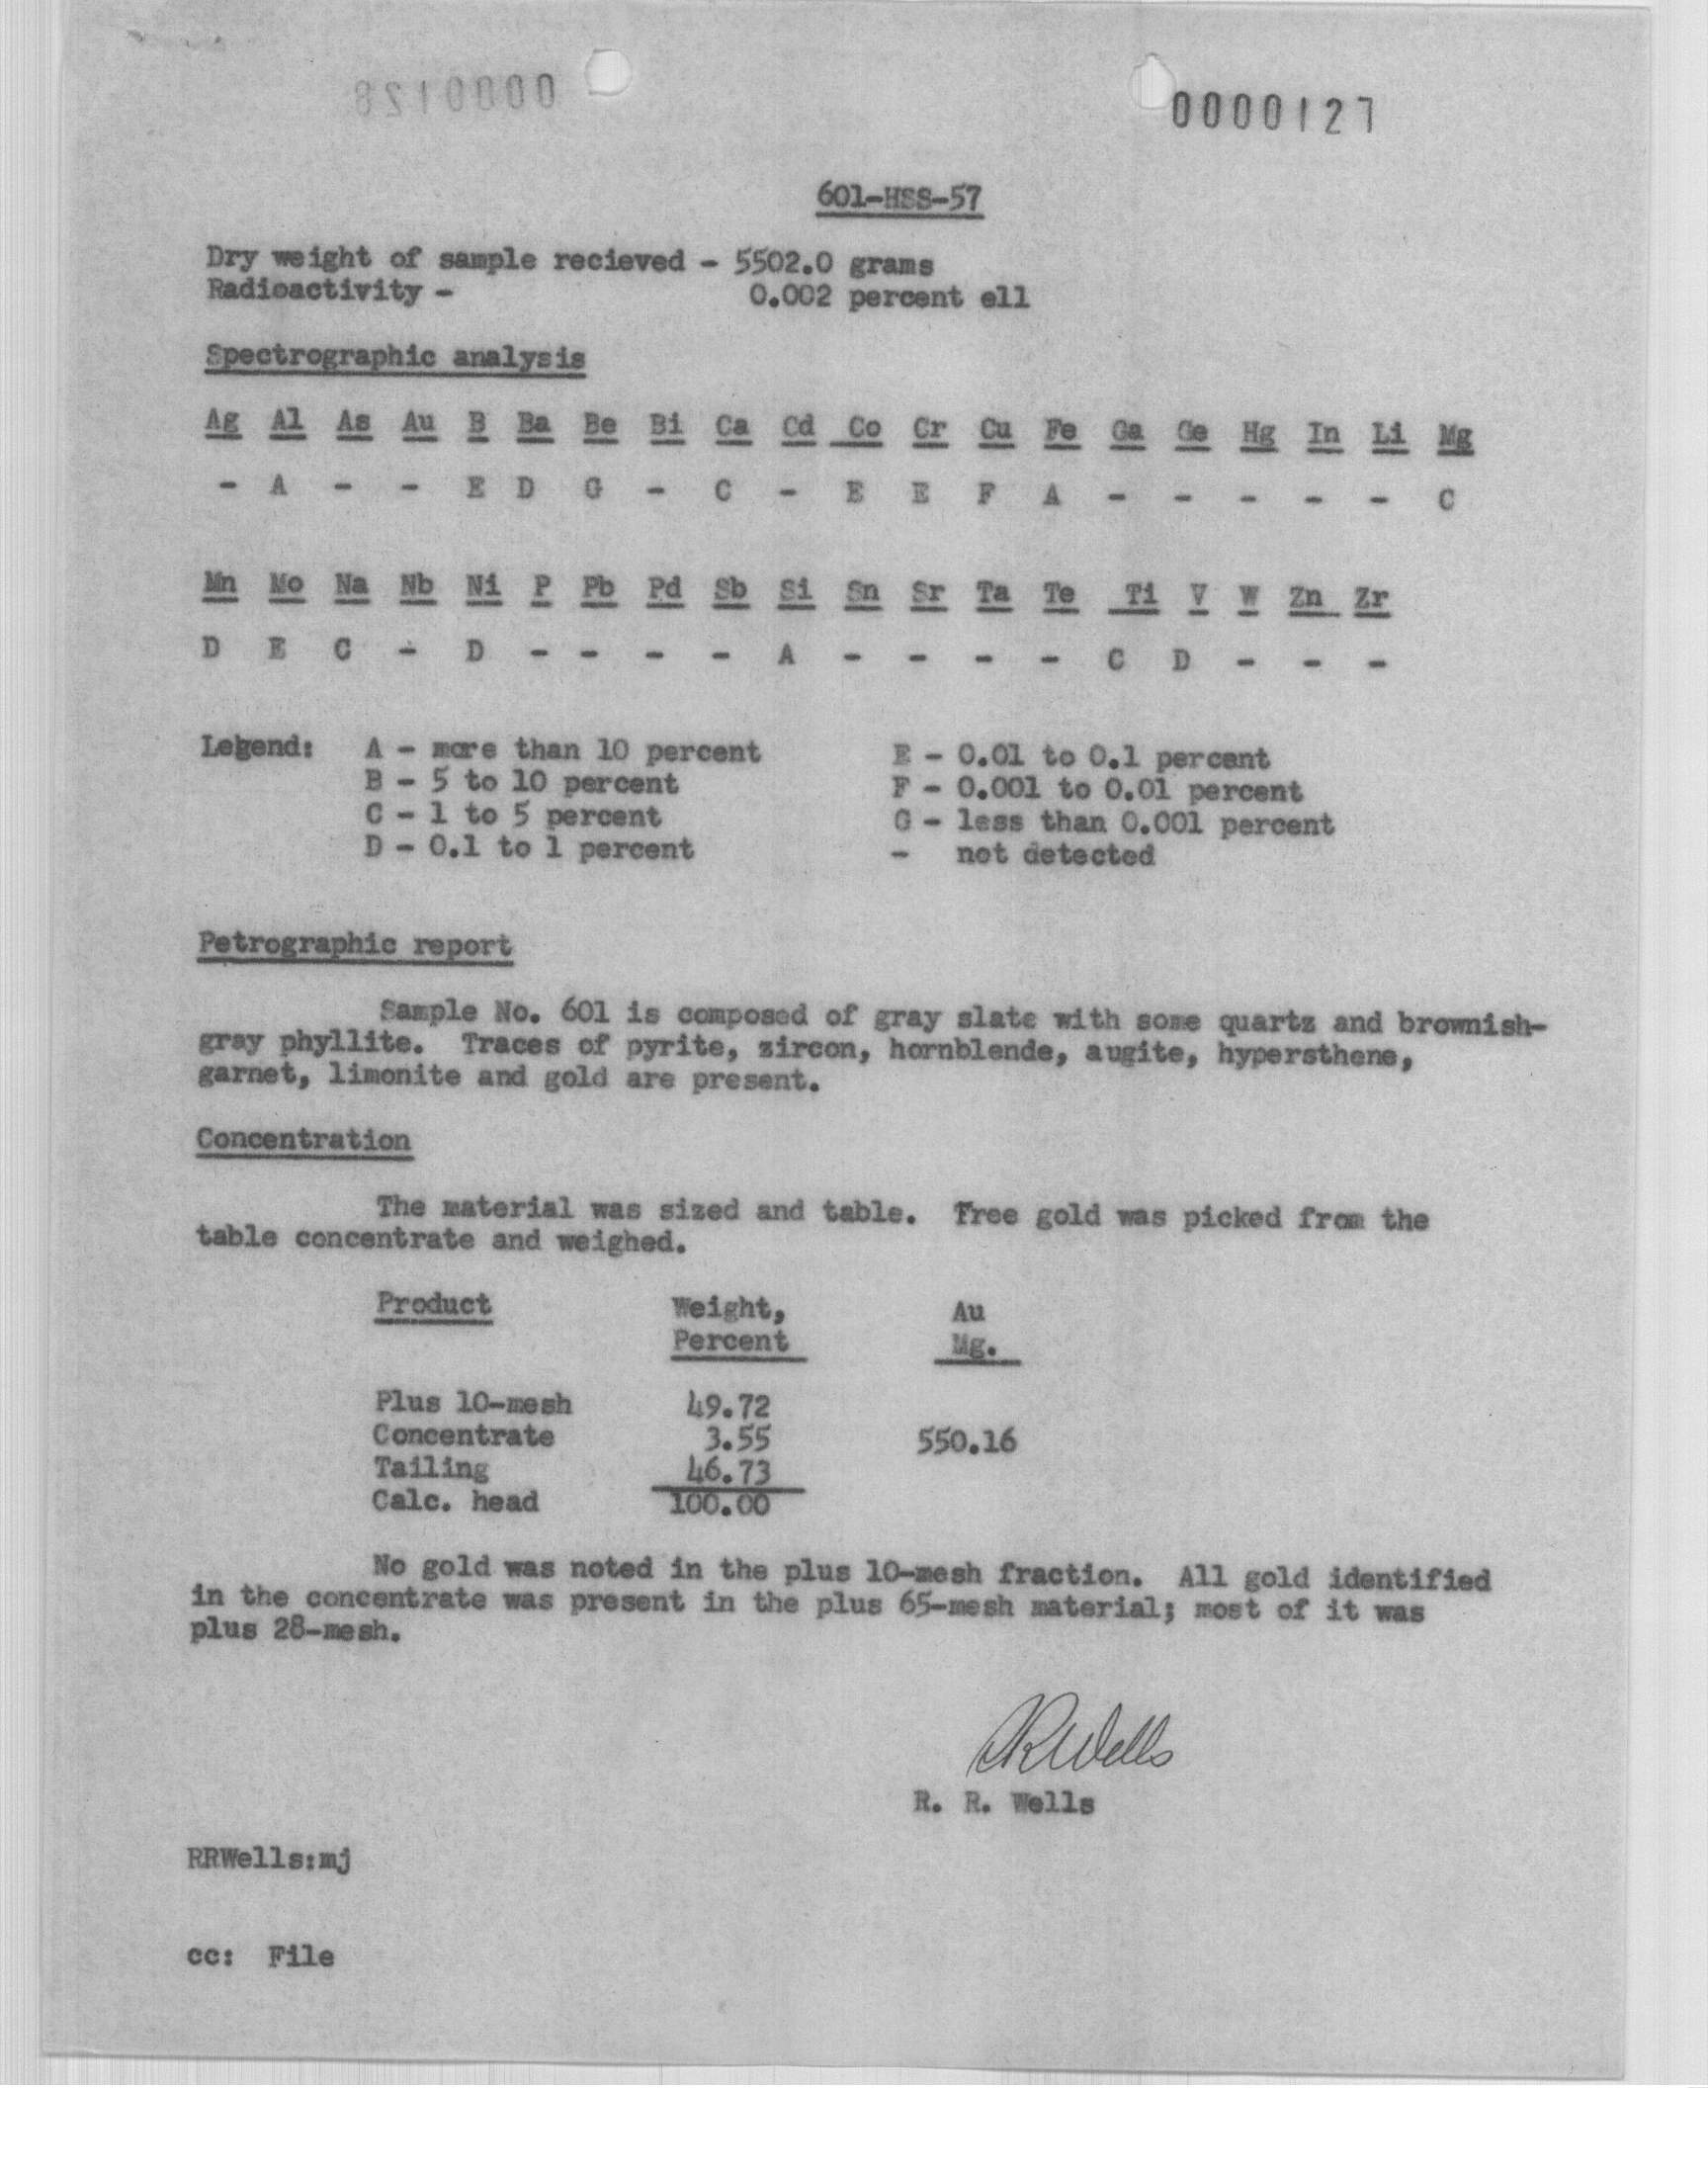 0000128
0000127
601-HSS-57
Dry weight of sample recieved - 5502.0 grams
Radioactivity - 0.002 percent eU
Spectrographic analysis
Ag Al As Au B Ba Be Bi Ca Cd Co Cr Cu Fe Ga Ge Hg In Li Mg
- A - - E D G - C - E E F A - - - - - C
Mn Mo Na Nb Ni P Pb Pd Sb Si Sn Sr Ta Te Ti V W Zn Zr
D E C - D - - - - A - - - - C D - - -
Legend: A - more than 10 percent E - 0.01 to 0.1 percent
B - 5 to 10 percent F - 0.001 to 0.01 percent
C - 1 to 5 percent G - less than 0.001 percent
D - 0.1 to 1 percent - not detected
Petrographic report
Sample No. 601 is composed of gray slate with some quartz and brownish-
gray phyllite. Traces of pyrite, zircon, hornblende, augite, hypersthene,
garnet, limonite and gold are present.
Concentration
The material was sized and table. Free gold was picked from the
table concentrate and weighed.
Product Weight, Au
Percent Mg.
Plus 10-mesh 49.72
Concentrate 3.55 550.16
Tailing 46.73
Calc. head 100.00
No gold was noted in the plus 10-mesh fraction. All gold identified
in the concentrate was present in the plus 65-mesh material; most of it was
plus 28-mesh.
RRWells
R. R. Wells
RRWells:mj
cc: File